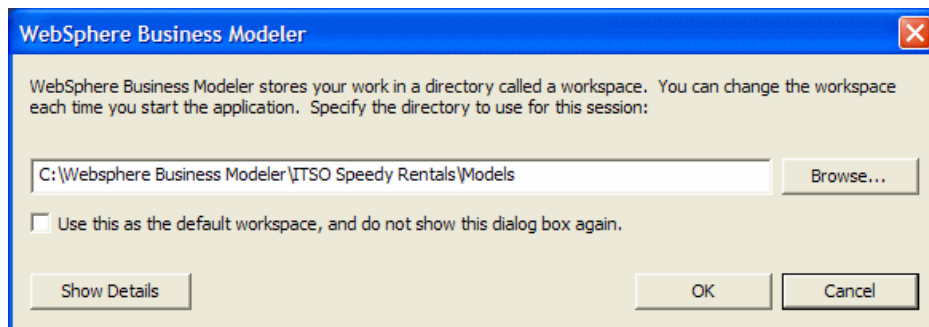 WebSphere Business Modeler
WebSphere Business Modeler stores your work in a directory called a workspace. You can change the workspace
each time you start the application. Specify the directory to use for this session:
C:\Websphere Business Modeler\ITSO Speedy Rentals\Models
Browse...
Use this as the default workspace, and do not show this dialog box again.
Show Details
OK
Cancel